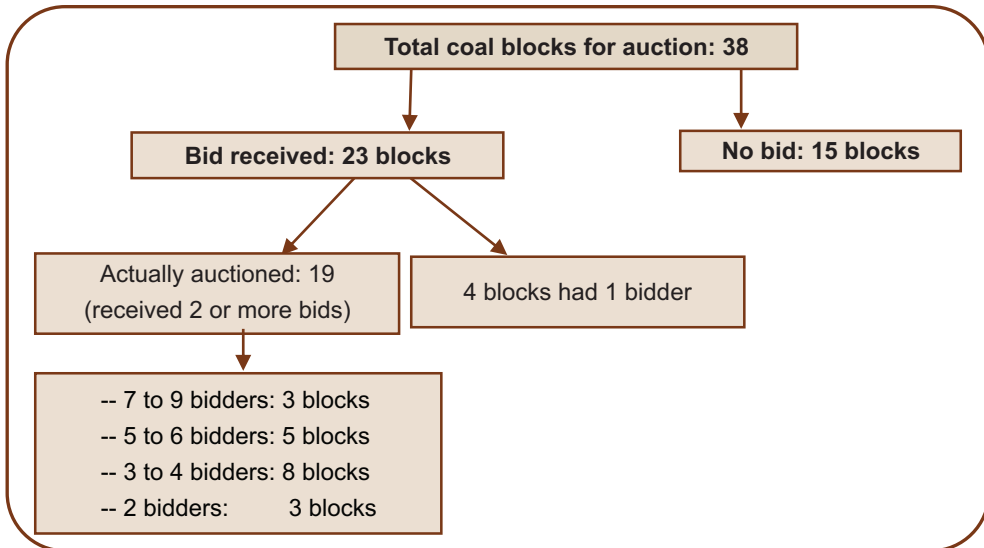 Total coal blocks for auction: 38
Bid received: 23 blocks
No bid: 15 blocks
Actually auctioned: 19
(received 2 or more bids)
4 blocks had 1 bidder
-- 7 to 9 bidders: 3 blocks
-- 5 to 6 bidders: 5 blocks
-- 3 to 4 bidders: 8 blocks
-- 2 bidders: 3 blocks